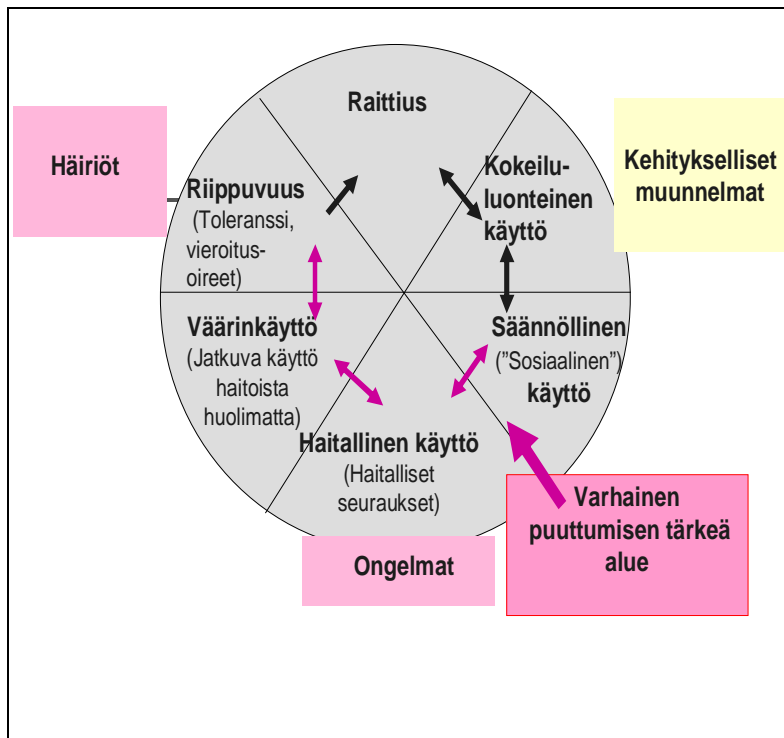 Raittius
Häiriöt
Kehitykselliset
muunnelmat
Riippuvuus
(Toleranssi,
vieroitus-
oireet)
Kokeilu-
luonteinen
käyttö
Väärinkäyttö
(Jatkuva käyttö
haitoista
huolimatta)
Säännöllinen
(”Sosiaalinen”)
käyttö
Haitallinen käyttö
(Haitalliset
seuraukset)
Varhainen
puuttumisen tärkeä
alue
Ongelmat